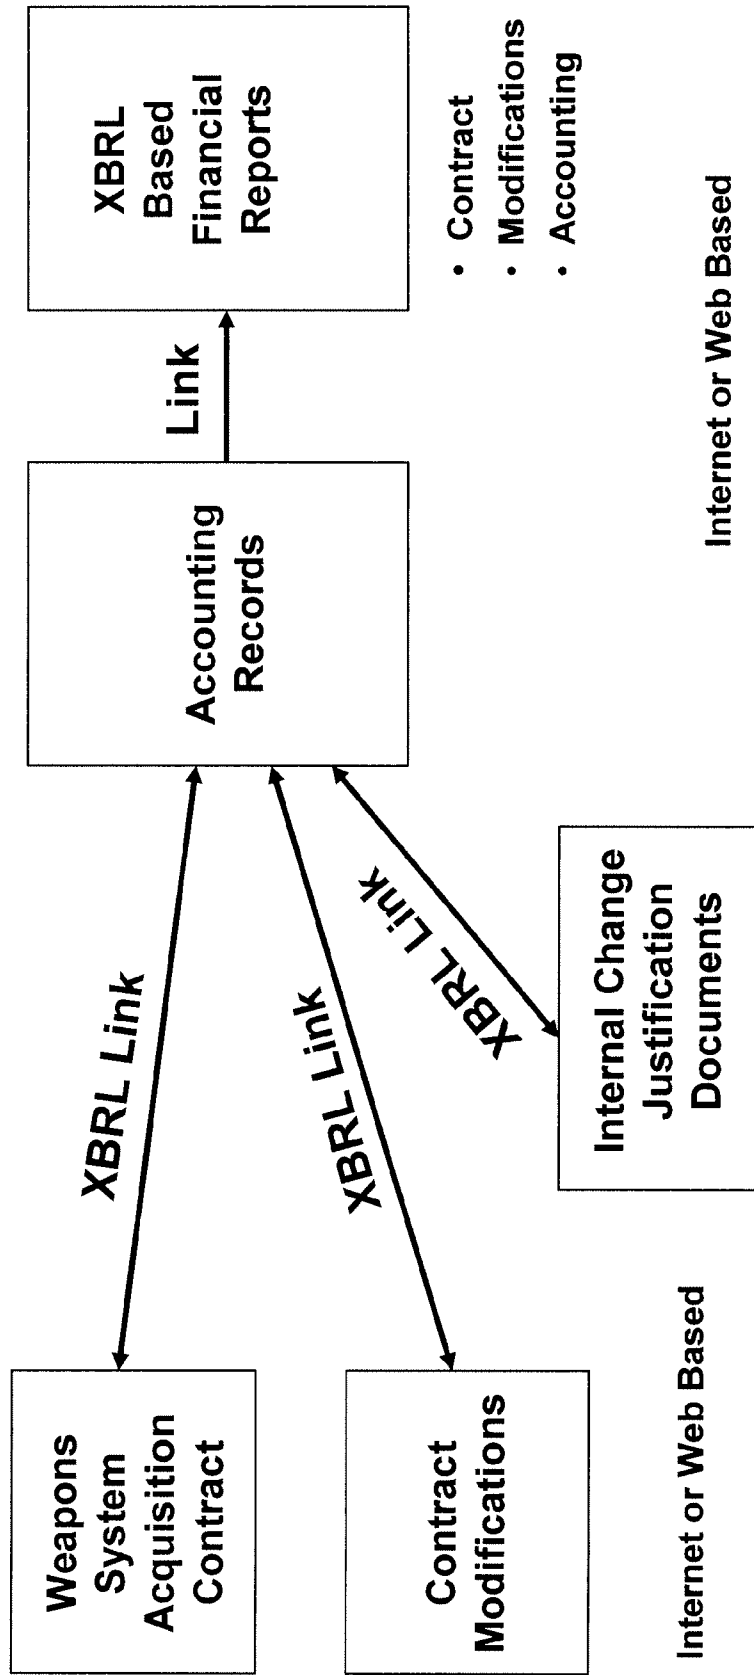 Weapons
System
Acquisition
Contract
XBRL Link
Contract
Modifications
XBRL Link
Internal Change
Justification
Documents
XBRL Link
Accounting
Records
Link
XBRL
Based
Financial
Reports
• Contract
• Modifications
• Accounting
Internet or Web Based
Internet or Web Based